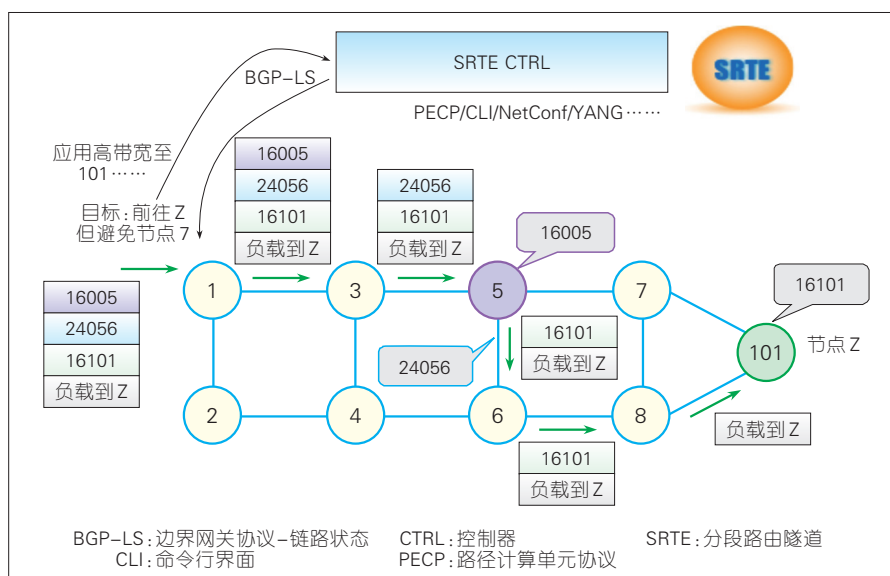 SRTE CTRL
SRTE
BGP-LS
PECP/CLI/NetConf/YANG……
应用高带宽至
101……
目标:前往Z
但避免节点7
16005
24056
16101
负载到Z
24056
16101
负载到Z
16005
16005
24056
16101
负载到Z
1
3
5
7
16101
101
节点Z
24056
16101
负载到Z
2
4
6
8
负载到Z
16101
负载到Z
BGP-LS:边界网关协议-链路状态
CTRL:控制器
SRTE:分段路由隧道
CLI:命令行界面
PECP:路径计算单元协议